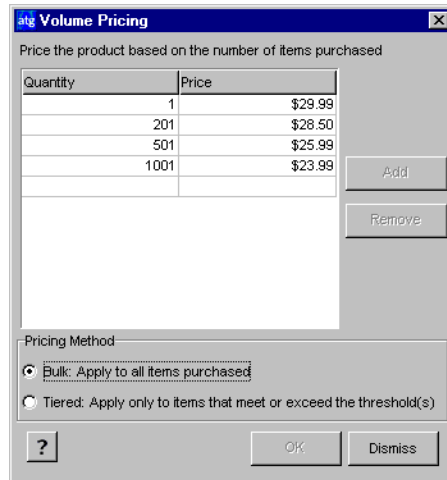 atg Volume Pricing
Price the product based on the number of items purchased
Quantity Price
1 $29.99
201 $28.50
501 $25.99
1001 $23.99
Add
Remove
Pricing Method
Bulk: Apply to all items purchased
Tiered: Apply only to items that meet or exceed the threshold(s)
? OK Dismiss